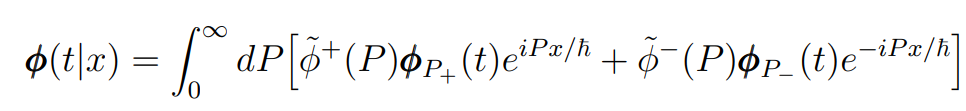 𝝓(t|x) = ∫₀^∞ dP[ϕ̃⁺(P)𝝓_{P₊}(t)e^{iPx/ħ} + ϕ̃⁻(P)𝝓_{P₋}(t)e^{−iPx/ħ}]